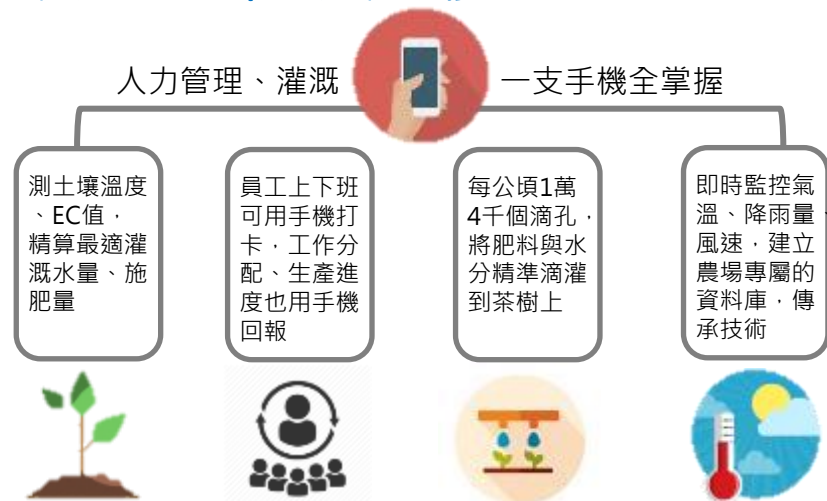 人力管理、灌溉
一支手機全掌握
測土壤溫度
、EC值，
精算最適灌
溉水量、施
肥量
員工上下班
可用手機打
卡，工作分
配、生產進
度也用手機
回報
每公頃1萬
4千個滴孔，
將肥料與水
分精準滴灌
到茶樹上
即時監控氣
溫、降雨量、
風速，建立
農場專屬的
資料庫，傳
承技術